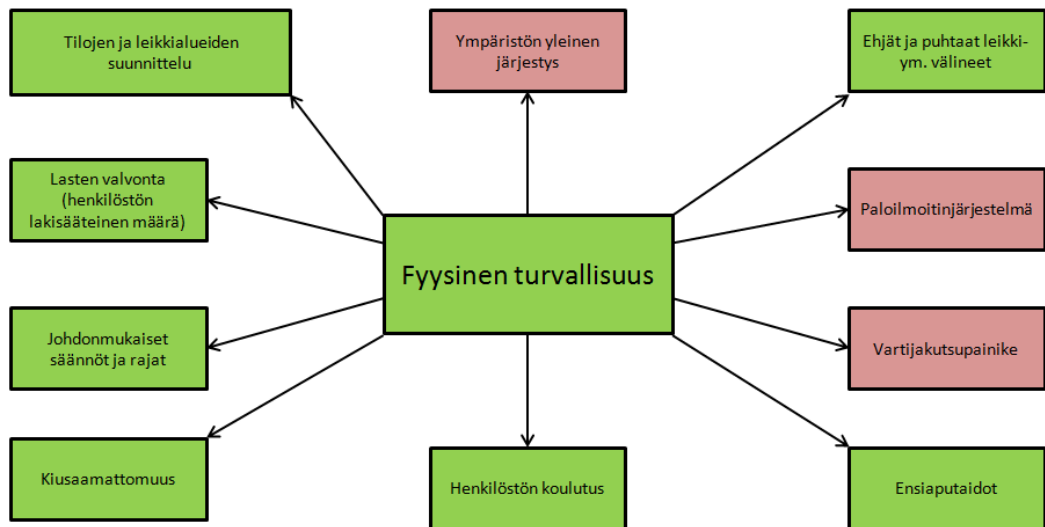 Tilojen ja leikkialueiden
suunnittelu
Ympäristön yleinen
järjestys
Ehjät ja puhtaat leikki-
ym. välineet
Lasten valvonta
(henkilöstön
lakisääteinen määrä)
Paloilmoitinjärjestelmä
Fyysinen turvallisuus
Johdonmukaiset
säännöt ja rajat
Vartijakutsupainike
Kiusaamattomuus
Henkilöstön koulutus
Ensiaputaidot